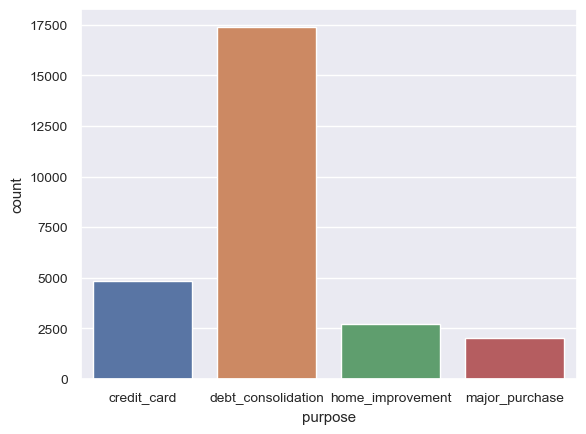 17500
15000
12500
10000
7500
5000
2500
0
count
credit_card debt_consolidation home_improvement major_purchase
purpose